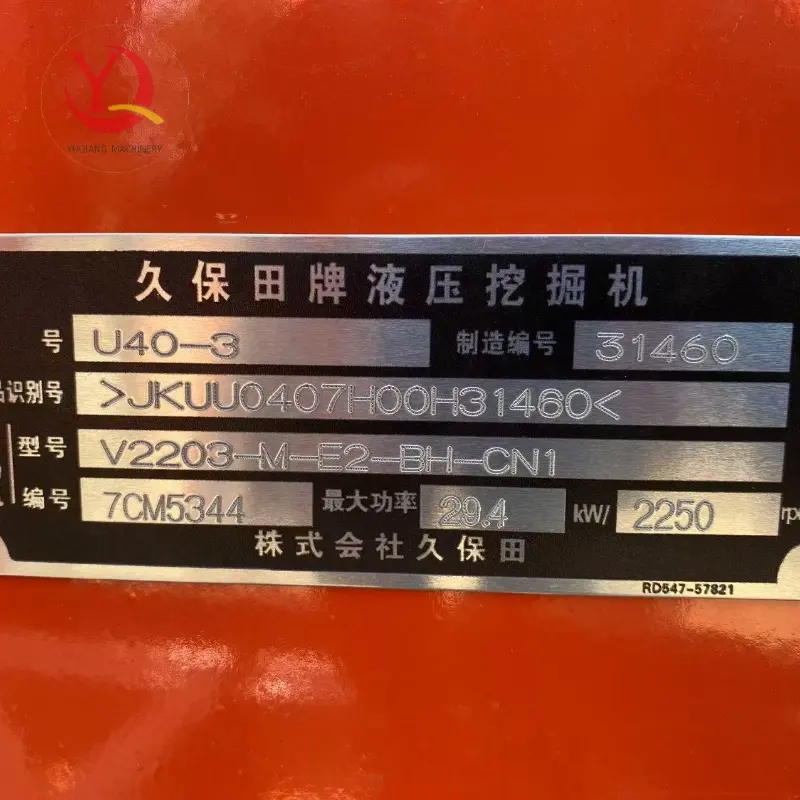 YUQIANG MACHINERY
久保田牌液压挖掘机
号 U40-3 制造编号 31460
品识别号 >JKUU0407H00H31460<
型号 V2203-M-E2-BH-CN1
编号 7CM5344 最大功率 29.4 kW/ 2250 rpm
株式会社久保田
RD547-57821